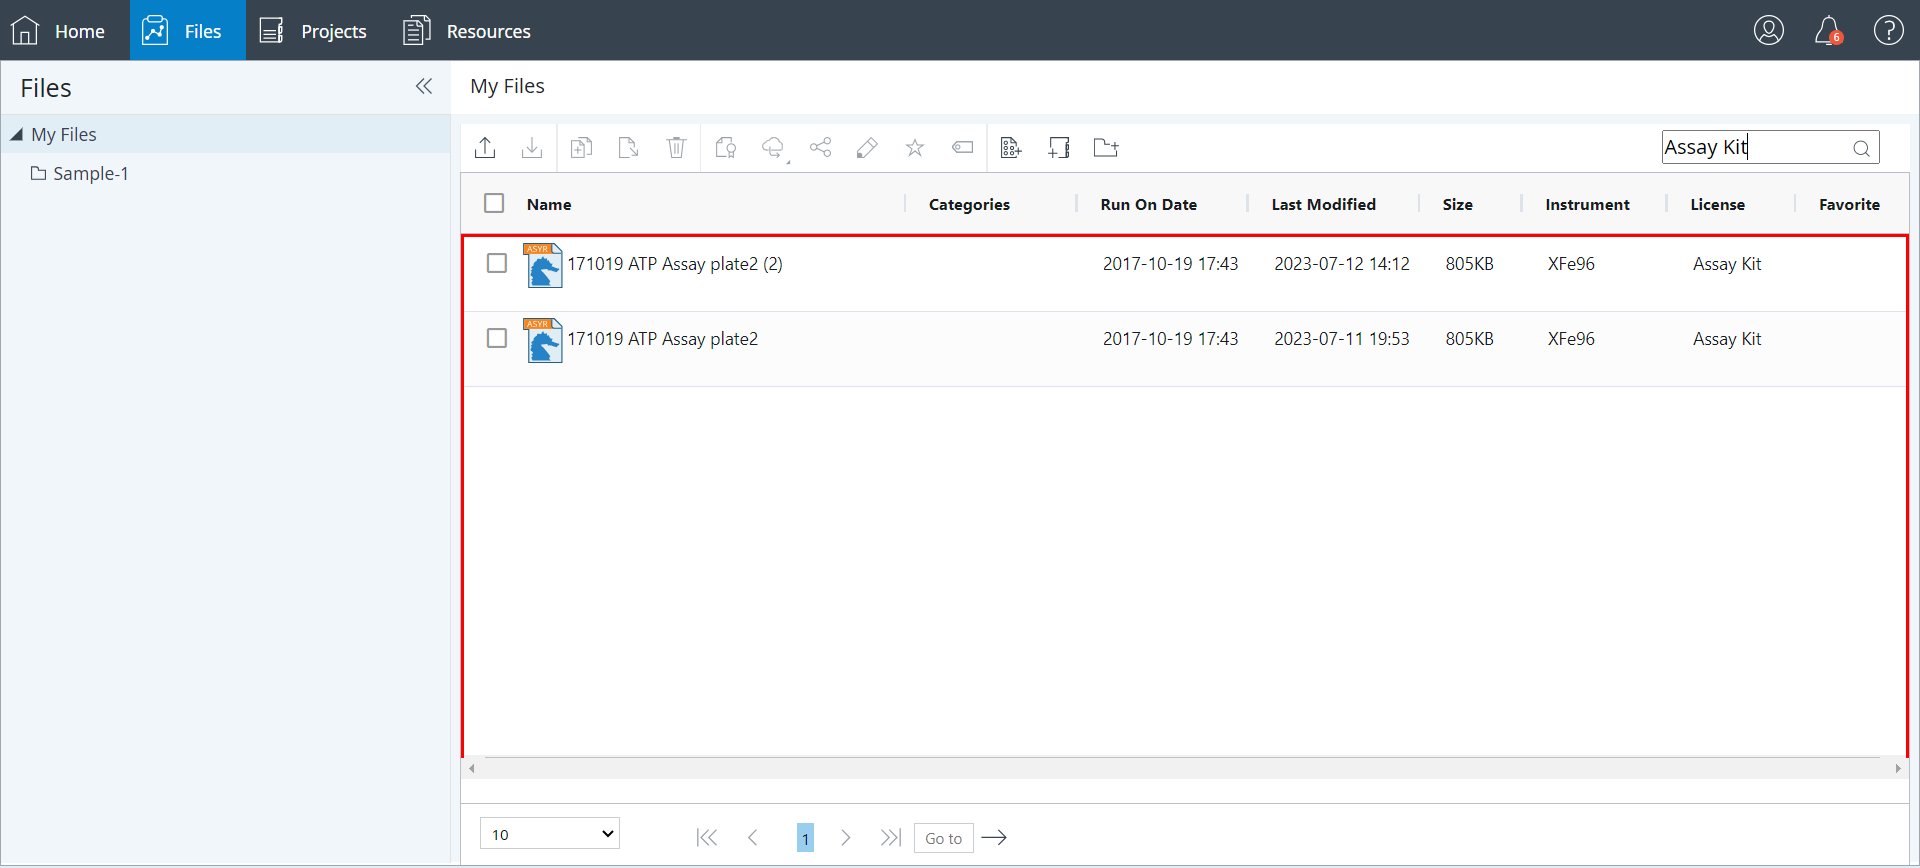 Home Files Projects Resources 6 ?
Files
My Files
Sample-1
My Files
Assay Kit
Name Categories Run On Date Last Modified Size Instrument License Favorite
ASYR 171019 ATP Assay plate2 (2) 2017-10-19 17:43 2023-07-12 14:12 805KB XFe96 Assay Kit
ASYR 171019 ATP Assay plate2 2017-10-19 17:43 2023-07-11 19:53 805KB XFe96 Assay Kit
10 1 Go to